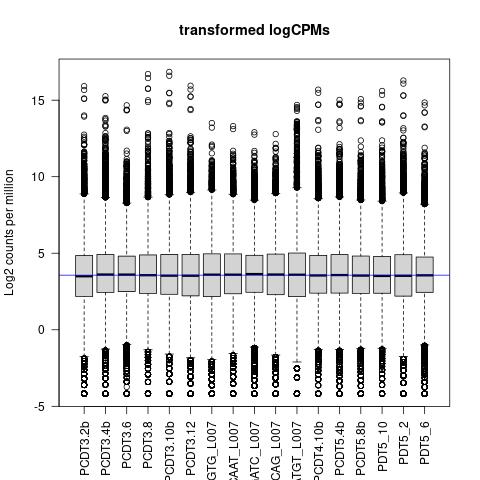 transformed logCPMs
Log2 counts per million
15
10
5
0
-5
PCDT3.2b
PCDT3.4b
PCDT3.6
PCDT3.8
PCDT3.10b
PCDT3.12
GTG_L007
CAAT_L007
ATC_L007
CAG_L007
ATGT_L007
PCDT4.10b
PCDT5.4b
PCDT5.8b
PDT5_10
PDT5_2
PDT5_6